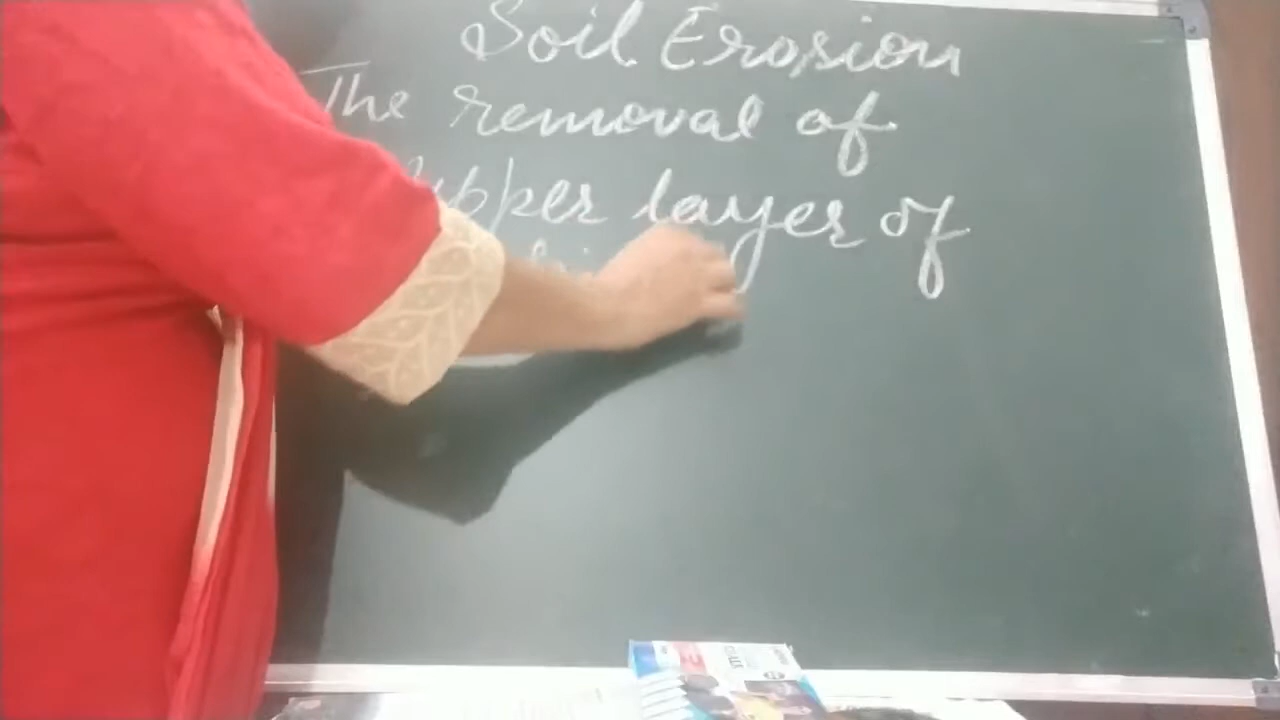 Soil Erosion
The removal of
upper layer of